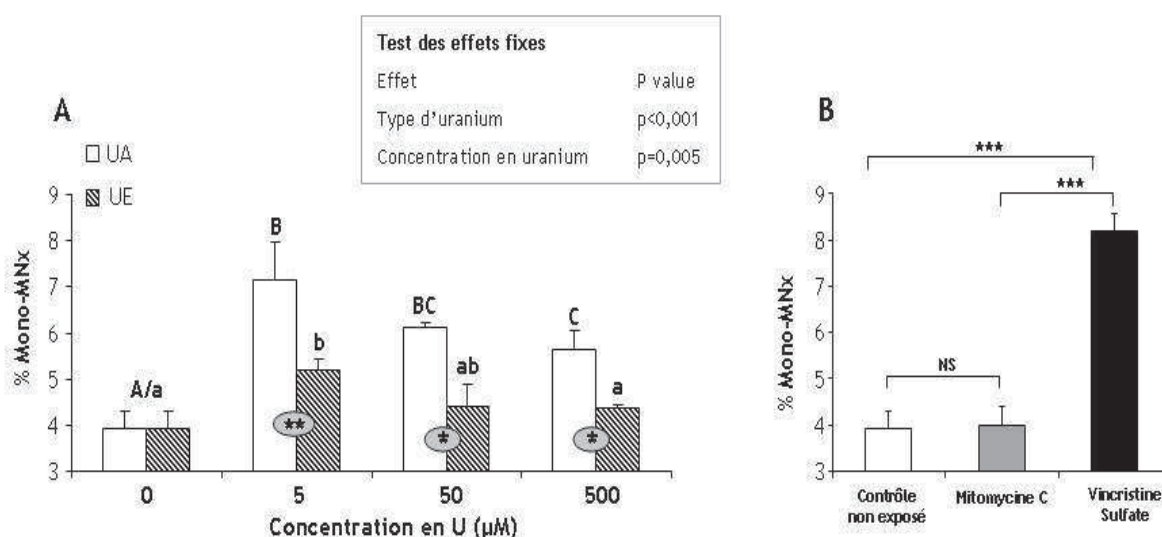 Test des effets fixes
Effet P value
Type d'uranium p<0,001
Concentration en uranium p=0,005
A
UA
UE
% Mono-MNx
9
8
7
6
5
4
3
A/a
B
b
**
BC
ab
*
C
a
*
0 5 50 500
Concentration en U (µM)
B
% Mono-MNx
9
8
7
6
5
4
3
***
***
NS
Contrôle
non exposé
Mitomycine C
Vincristine
Sulfate